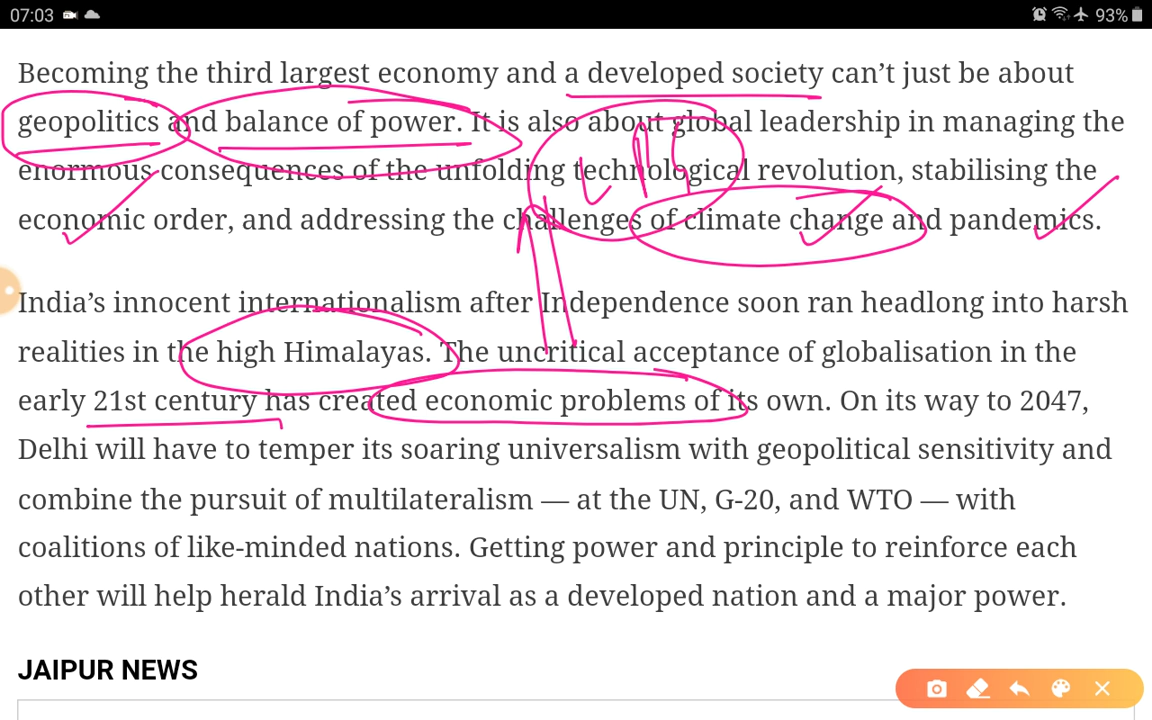 07:03
93%
Becoming the third largest economy and a developed society can’t just be about
geopolitics and balance of power. It is also about global leadership in managing the
enormous consequences of the unfolding technological revolution, stabilising the
economic order, and addressing the challenges of climate change and pandemics.
India’s innocent internationalism after Independence soon ran headlong into harsh
realities in the high Himalayas. The uncritical acceptance of globalisation in the
early 21st century has created economic problems of its own. On its way to 2047,
Delhi will have to temper its soaring universalism with geopolitical sensitivity and
combine the pursuit of multilateralism — at the UN, G-20, and WTO — with
coalitions of like-minded nations. Getting power and principle to reinforce each
other will help herald India’s arrival as a developed nation and a major power.
JAIPUR NEWS